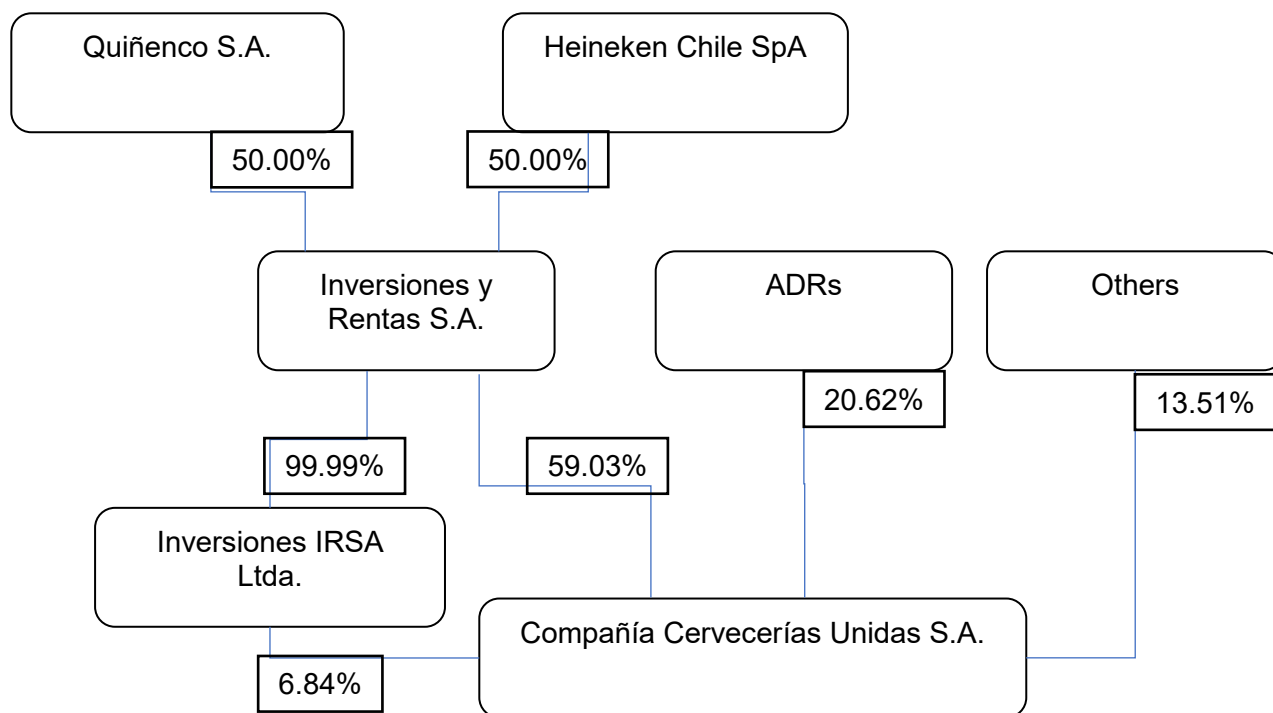 Quiñenco S.A.
Heineken Chile SpA
50.00%
50.00%
Inversiones y
Rentas S.A.
ADRs
Others
20.62%
13.51%
99.99%
59.03%
Inversiones IRSA
Ltda.
Compañía Cervecerías Unidas S.A.
6.84%